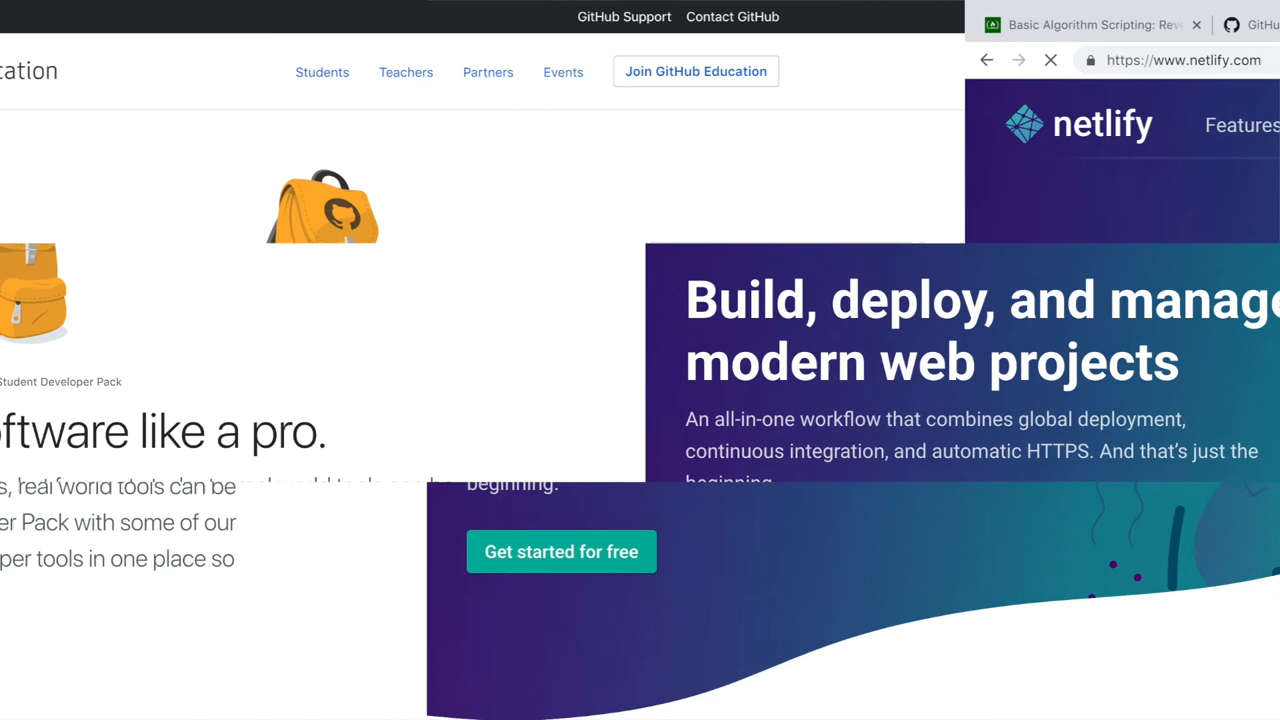 GitHub Support Contact GitHub
cation
Students Teachers Partners Events Join GitHub Education
Student Developer Pack
ftware like a pro.
s, real world tools can be
er Pack with some of our
per tools in one place so
Basic Algorithm Scripting: Reve
GitHu
https://www.netlify.com
netlify
Features
Build, deploy, and manage
modern web projects
An all-in-one workflow that combines global deployment,
continuous integration, and automatic HTTPS. And that's just the
beginning.
beginning.
Get started for free